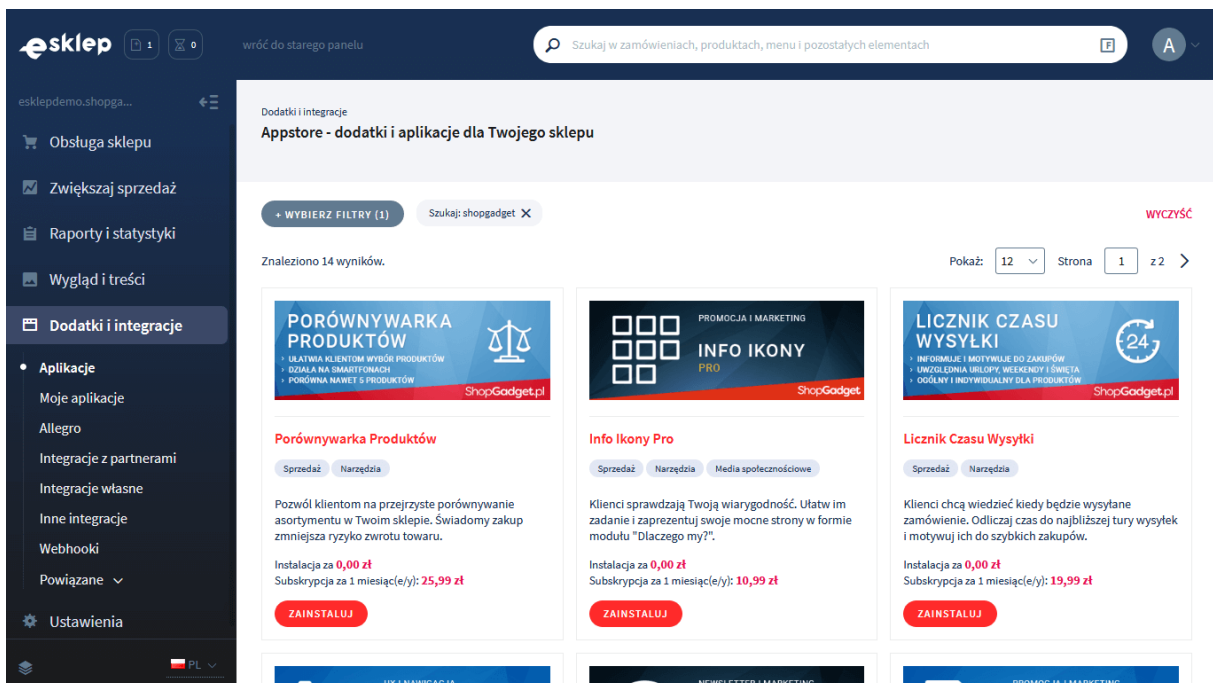 esklep
1
0
wróć do starego panelu
Szukaj w zamówieniach, produktach, menu i pozostałych elementach
F
A
esklepdemo.shopga...
Obsługa sklepu
Zwiększaj sprzedaż
Raporty i statystyki
Wygląd i treści
Dodatki i integracje
Aplikacje
Moje aplikacje
Allegro
Integracje z partnerami
Integracje własne
Inne integracje
Webhooki
Powiązane
Ustawienia
PL
Dodatki i integracje
Appstore - dodatki i aplikacje dla Twojego sklepu
+ WYBIERZ FILTRY (1)
Szukaj: shopgadget
WYCZYŚĆ
Znaleziono 14 wyników.
Pokaż: 12 Strona 1 z 2
PORÓWNYWARKA
PRODUKTÓW
› UŁATWIA KLIENTOM WYBÓR PRODUKTÓW
› DZIAŁA NA SMARTFONACH
› PORÓWNA NAWET 5 PRODUKTÓW
ShopGadget.pl
Porównywarka Produktów
Sprzedaż Narzędzia
Pozwól klientom na przejrzyste porównywanie
asortymentu w Twoim sklepie. Świadomy zakup
zmniejsza ryzyko zwrotu towaru.
Instalacja za 0,00 zł
Subskrypcja za 1 miesiąc(e/y): 25,99 zł
ZAINSTALUJ
PROMOCJA I MARKETING
INFO IKONY
PRO
ShopGadget
Info Ikony Pro
Sprzedaż Narzędzia Media społecznościowe
Klienci sprawdzają Twoją wiarygodność. Ułatw im
zadanie i zaprezentuj swoje mocne strony w formie
modułu "Dlaczego my?".
Instalacja za 0,00 zł
Subskrypcja za 1 miesiąc(e/y): 10,99 zł
ZAINSTALUJ
LICZNIK CZASU
WYSYŁKI
› INFORMUJE I MOTYWUJE DO ZAKUPÓW
› UWZGLĘDNIA URLOPY, WEEKENDY I ŚWIĘTA
› OGÓLNY I INDYWIDUALNY DLA PRODUKTÓW
24
ShopGadget.pl
Licznik Czasu Wysyłki
Sprzedaż Narzędzia
Klienci chcą wiedzieć kiedy będzie wysyłane
zamówienie. Odliczaj czas do najbliższej tury wysyłek
i motywuj ich do szybkich zakupów.
Instalacja za 0,00 zł
Subskrypcja za 1 miesiąc(e/y): 19,99 zł
ZAINSTALUJ
UX I NAWIGACJA
NEWSLETTER I MARKETING
PROMOCJA I MARKETING